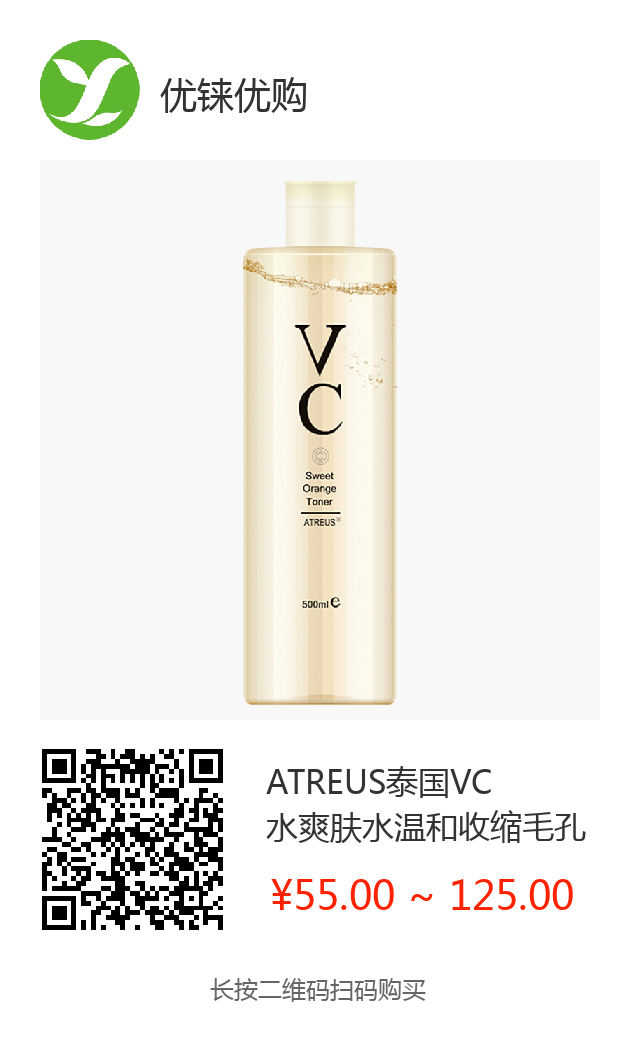 优铼优购
V
C
Sweet
Orange
Toner
ATREUS®
500ml e
ATREUS泰国VC
水爽肤水温和收缩毛孔
¥55.00 ~ 125.00
长按二维码扫码购买